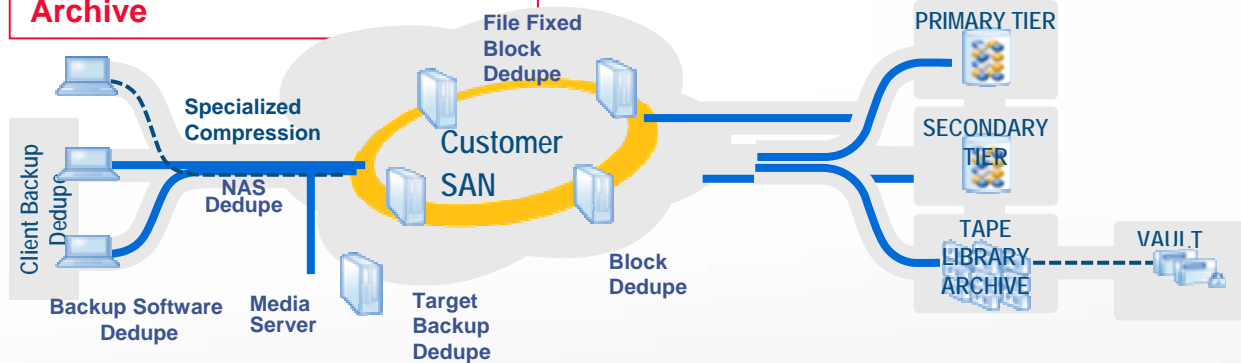 Archive
File Fixed
Block
Dedupe
PRIMARY TIER
Specialized
Compression
Customer
SAN
SECONDARY
TIER
Client Backup
Dedupe
NAS
Dedupe
TAPE
LIBRARY
ARCHIVE
VAULT
Block
Dedupe
Backup Software
Dedupe
Media
Server
Target
Backup
Dedupe